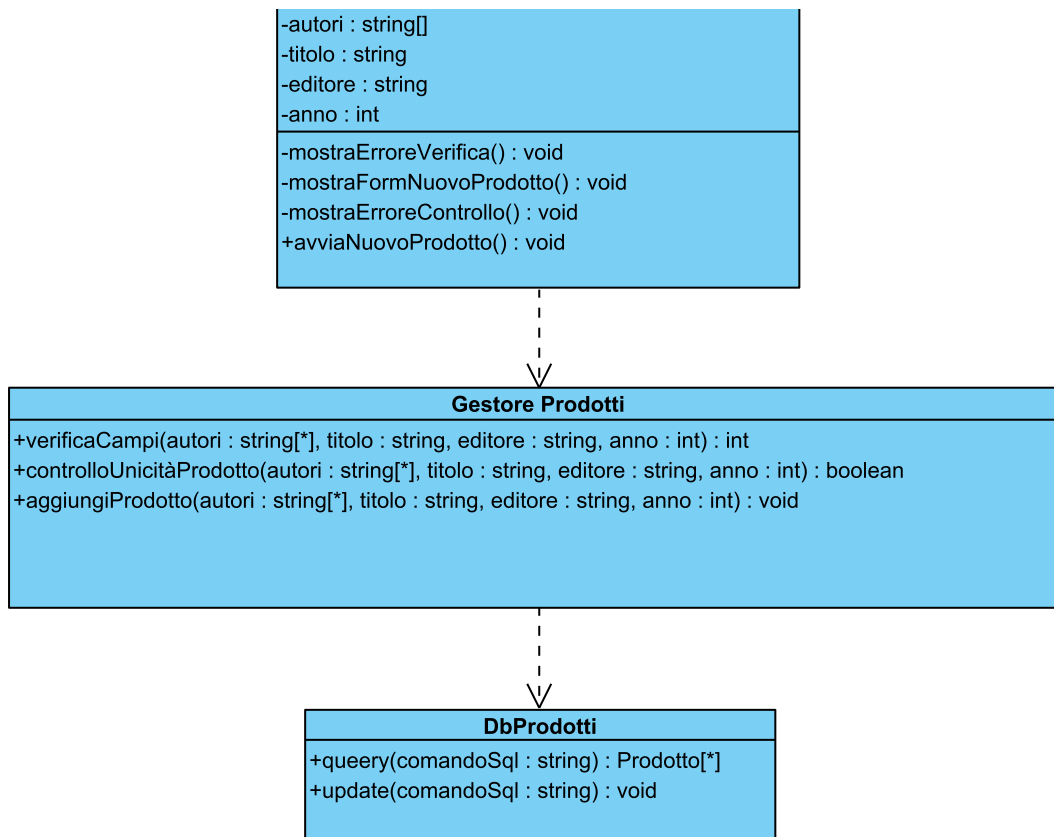 -autori : string[]
-titolo : string
-editore : string
-anno : int
-mostraErroreVerifica() : void
-mostraFormNuovoProdotto() : void
-mostraErroreControllo() : void
+avviaNuovoProdotto() : void
Gestore Prodotti
+verificaCampi(autori : string[*], titolo : string, editore : string, anno : int) : int
+controlloUnicitàProdotto(autori : string[*], titolo : string, editore : string, anno : int) : boolean
+aggiungiProdotto(autori : string[*], titolo : string, editore : string, anno : int) : void
DbProdotti
+queery(comandoSql : string) : Prodotto[*]
+update(comandoSql : string) : void